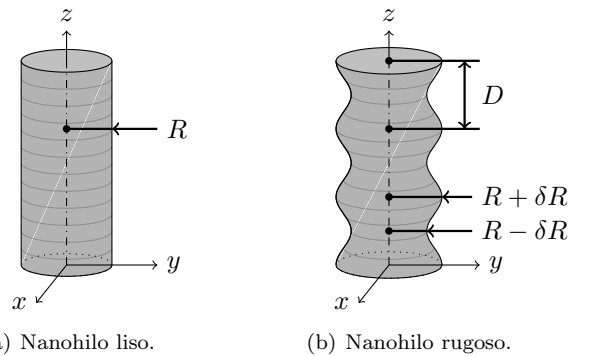 z
z
D
R
R + δR
R − δR
y
y
x
x
) Nanohilo liso.
(b) Nanohilo rugoso.